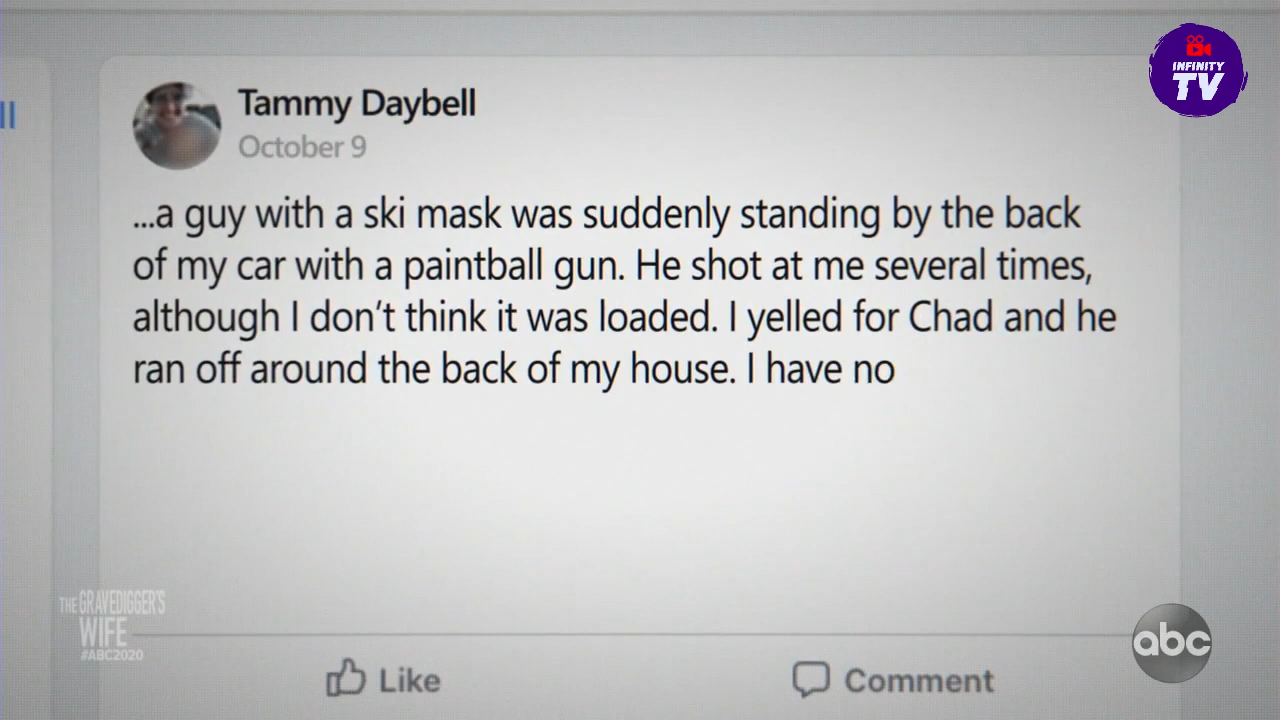 INFINITY
TV
ll
Tammy Daybell
October 9
...a guy with a ski mask was suddenly standing by the back
of my car with a paintball gun. He shot at me several times,
although I don't think it was loaded. I yelled for Chad and he
ran off around the back of my house. I have no
THE GRAVEDIGGER'S
WIFE
#ABC2020
abc
Like
Comment